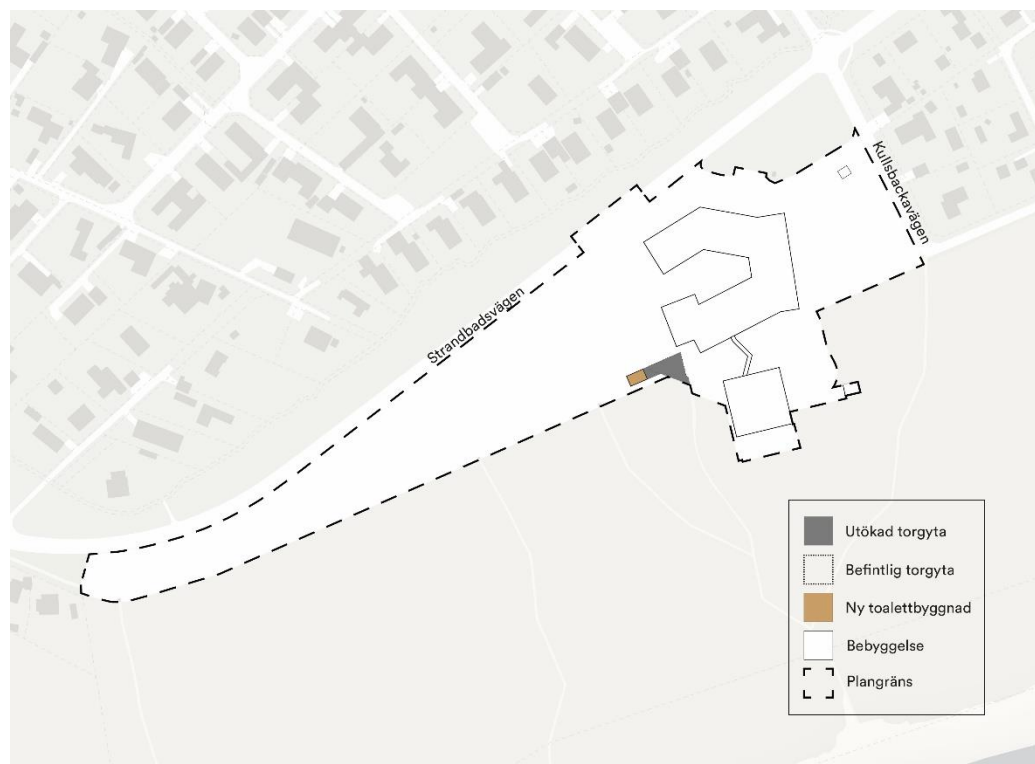 Kullsbackavägen
Strandbadsvägen
Utökad torgyta
Befintlig torgyta
Ny toalettbyggnad
Bebyggelse
Plangräns